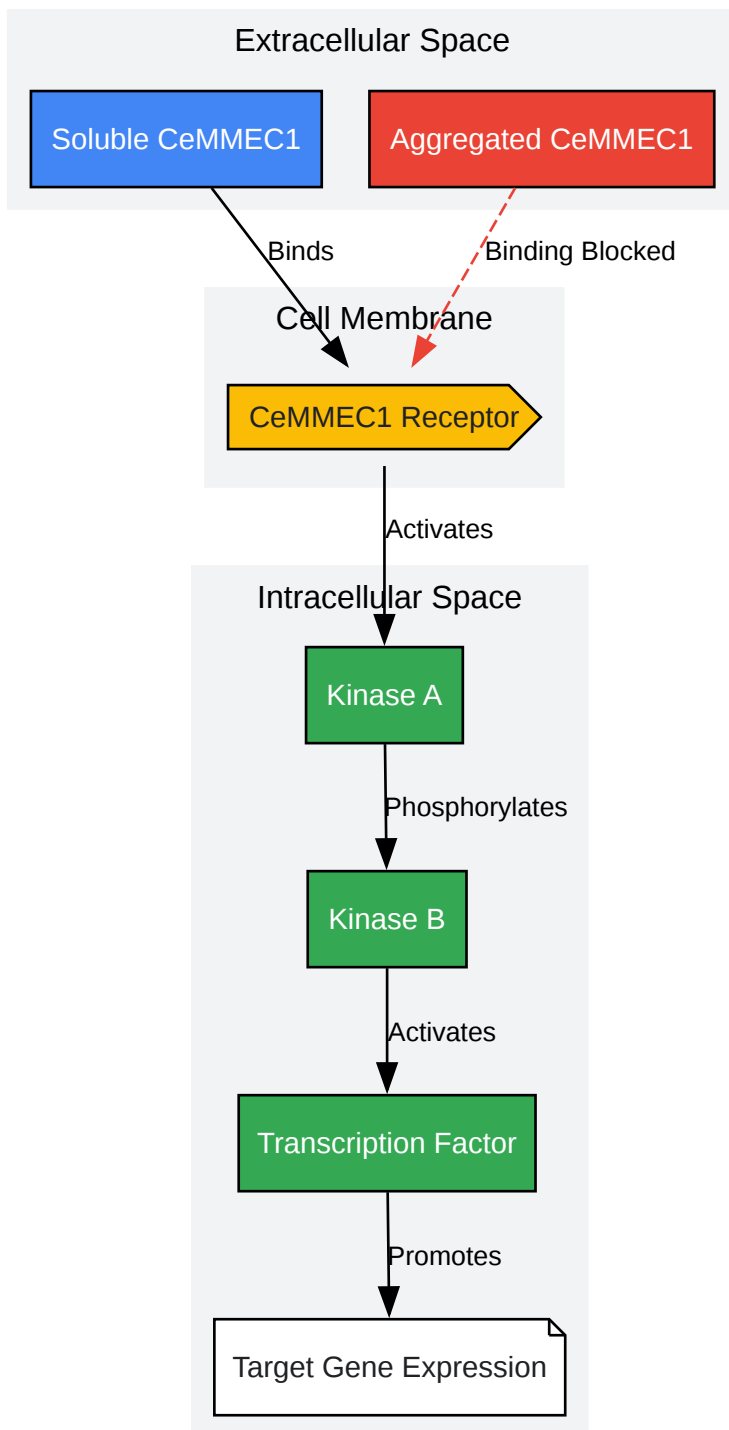 Extracellular Space
Soluble CeMMEC1
Aggregated CeMMEC1
Binds
Binding Blocked
Cell Membrane
CeMMEC1 Receptor
Activates
Intracellular Space
Kinase A
Phosphorylates
Kinase B
Activates
Transcription Factor
Promotes
Target Gene Expression